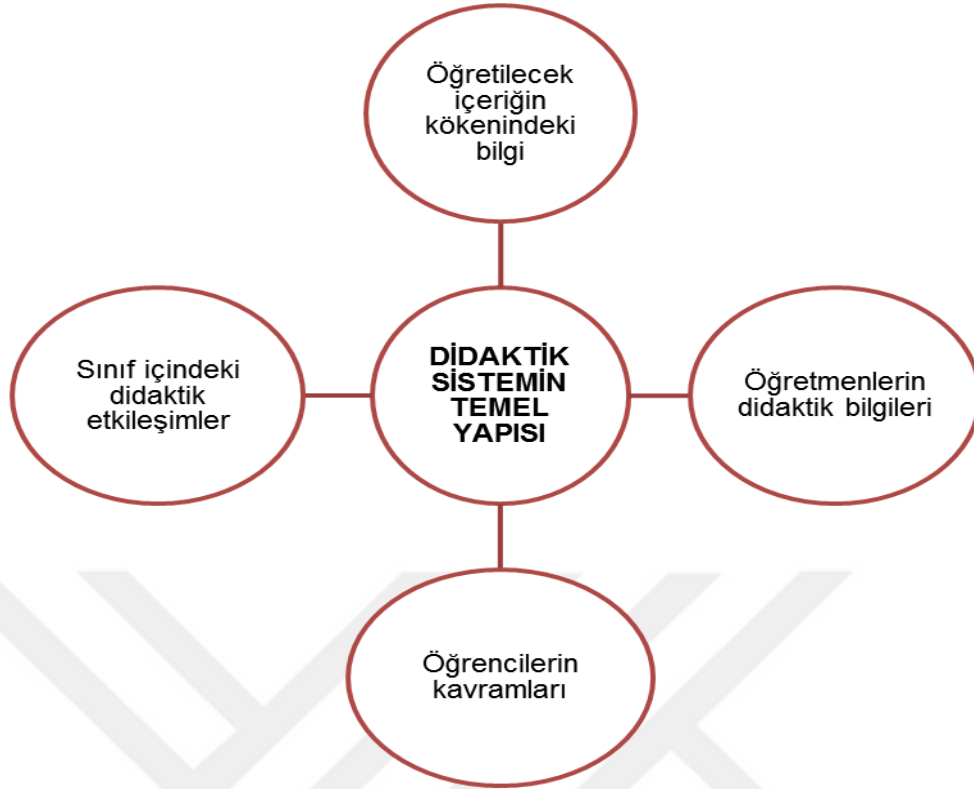 Öğretilecek
içeriğin
kökenindeki
bilgi
Sınıf içindeki
didaktik
etkileşimler
DİDAKTİK
SİSTEMİN
TEMEL
YAPISI
Öğretmenlerin
didaktik bilgileri
Öğrencilerin
kavramları